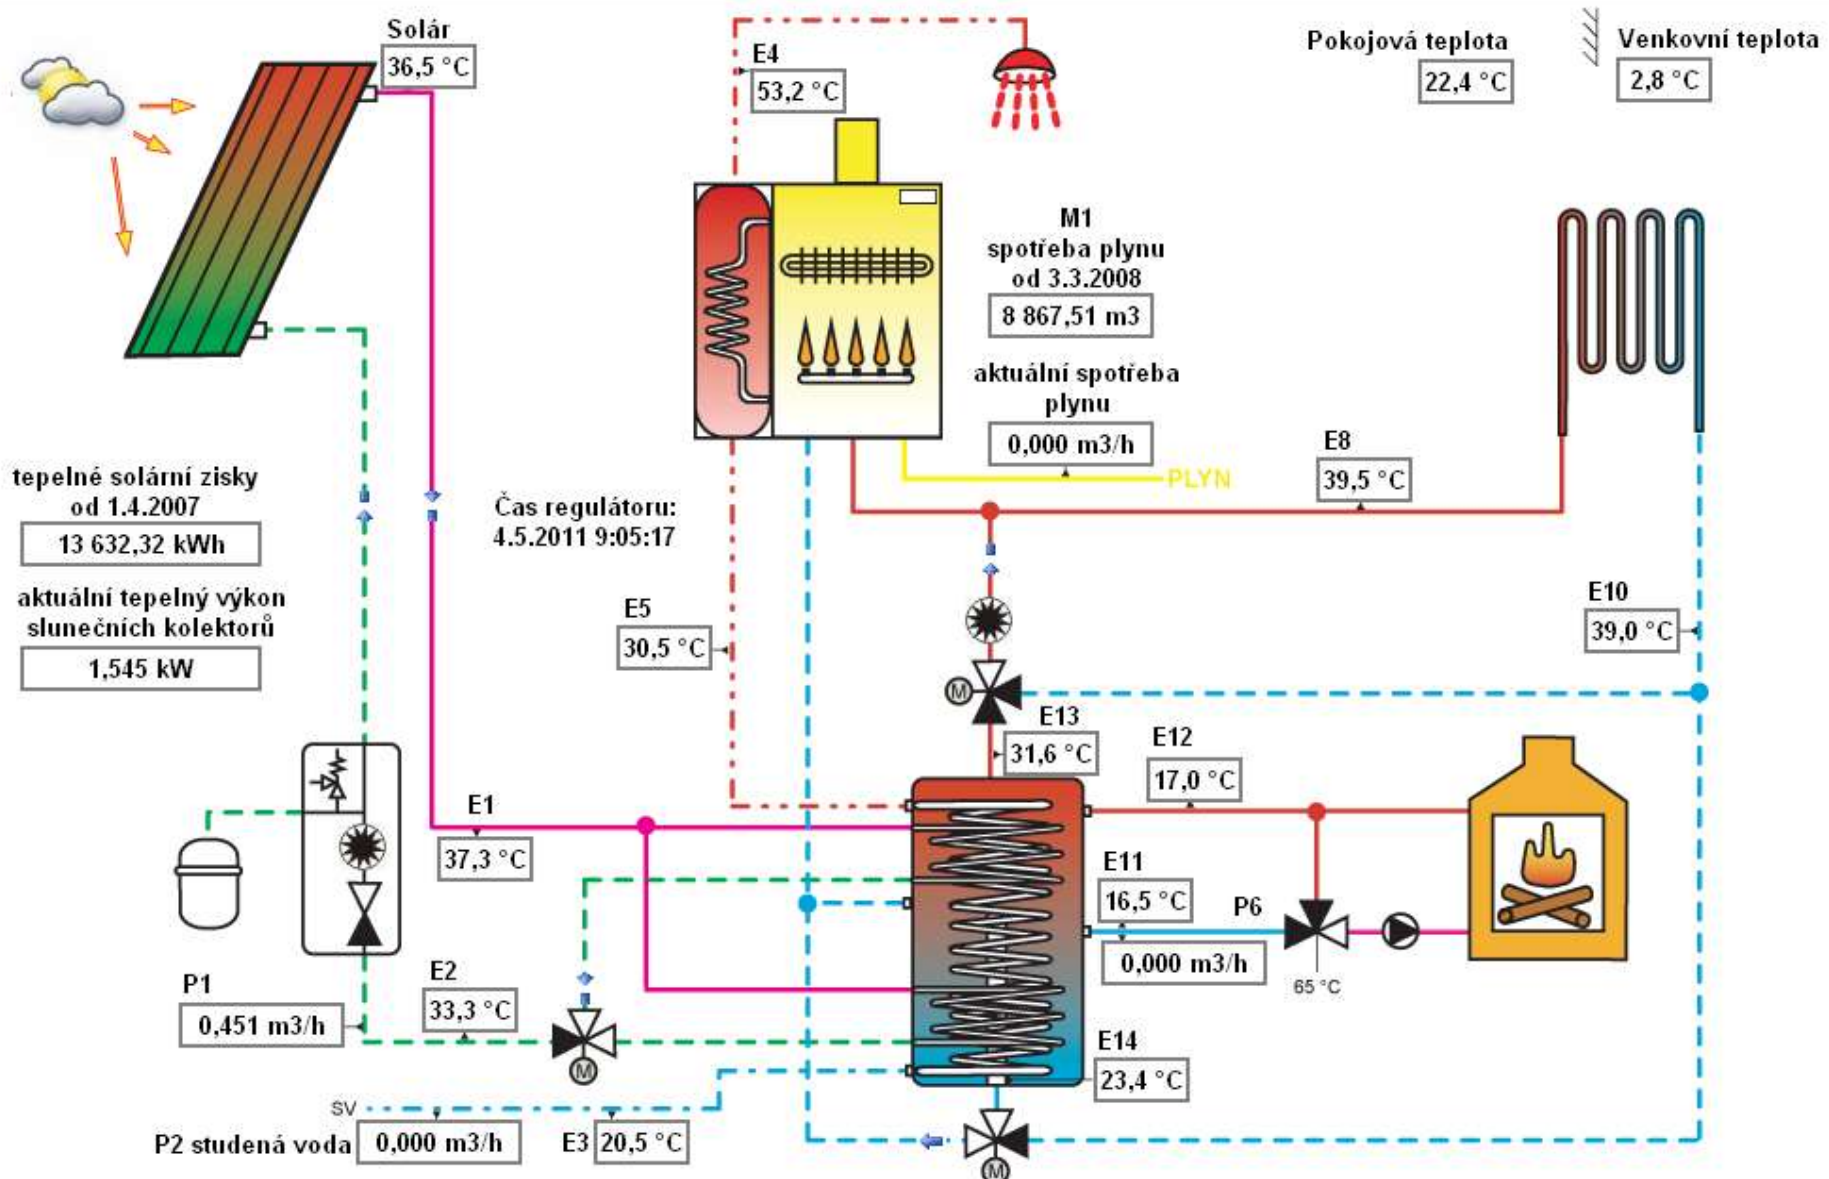 Solár
36,5 °C
E4
53,2 °C
Pokojová teplota
22,4 °C
Venkovní teplota
2,8 °C
M1
spotřeba plynu
od 3.3.2008
8 867,51 m3
aktuální spotřeba
plynu
0,000 m3/h
PLYN
E8
39,5 °C
tepelné solární zisky
od 1.4.2007
13 632,32 kWh
aktuální tepelný výkon
slunečních kolektorů
1,545 kW
Čas regulátoru:
4.5.2011 9:05:17
E5
30,5 °C
E10
39,0 °C
M
E13
31,6 °C
E12
17,0 °C
E1
37,3 °C
E11
16,5 °C
P6
0,000 m3/h
65 °C
P1
0,451 m3/h
E2
33,3 °C
M
E14
23,4 °C
SV
P2 studená voda
0,000 m3/h
E3
20,5 °C
M